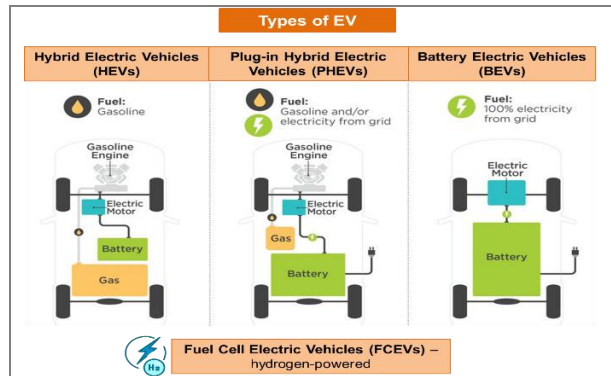 Types of EV
Hybrid Electric Vehicles
(HEVs)
Plug-in Hybrid Electric
Vehicles (PHEVs)
Battery Electric Vehicles
(BEVs)
Fuel:
Gasoline
Fuel:
Gasoline and/or
electricity from grid
Fuel:
100% electricity
from grid
Gasoline
Engine
Electric
Motor
Battery
Gas
Gasoline
Engine
Electric
Motor
Gas
Battery
Electric
Motor
Battery
Fuel Cell Electric Vehicles (FCEVs) –
hydrogen-powered